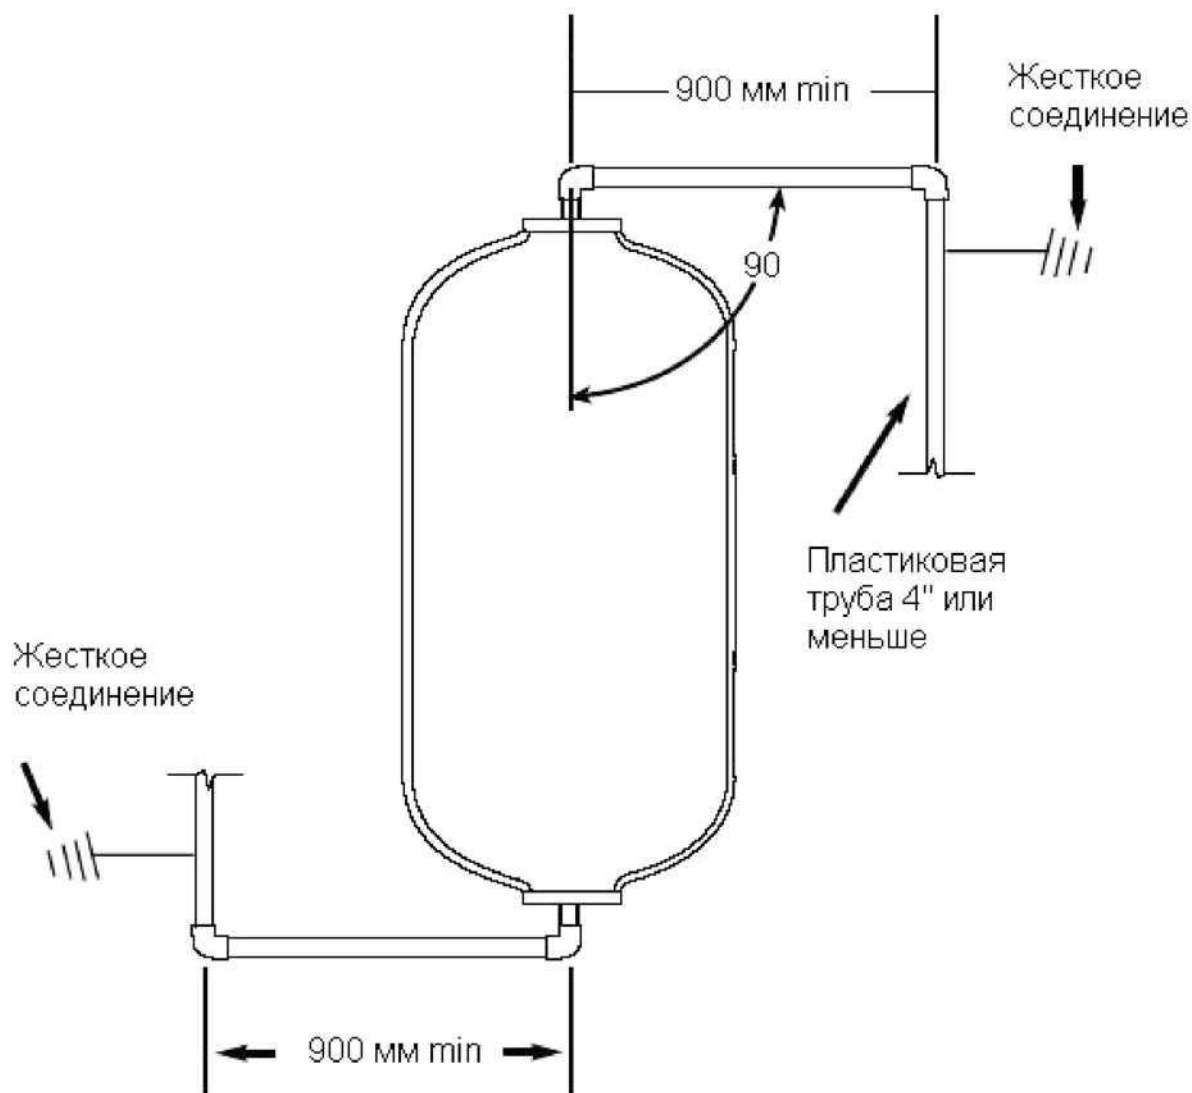 900 мм min
Жесткое
соединение
90
Пластиковая
труба 4" или
меньше
Жесткое
соединение
900 мм min